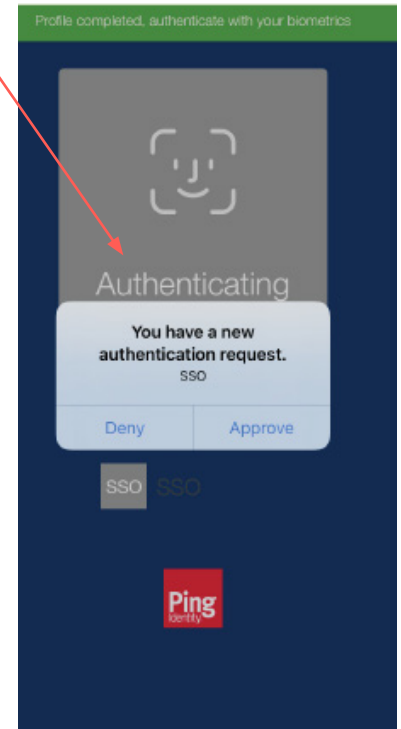 Profile completed, authenticate with your biometrics
Authenticating
You have a new
authentication request.
SSO
Deny Approve
SSO SSO
Ping
Identity